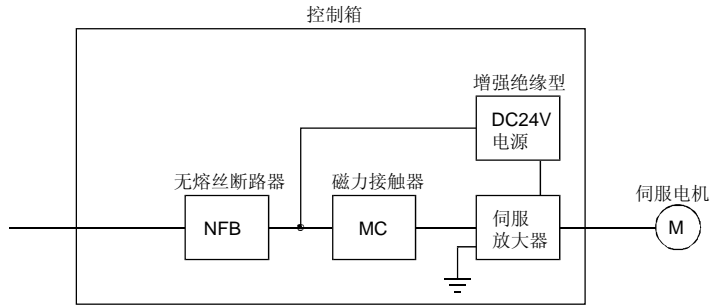 控制箱
增强绝缘型
DC24V
电源
无熔丝断路器
磁力接触器
伺服电机
NFB
MC
伺服
放大器
M